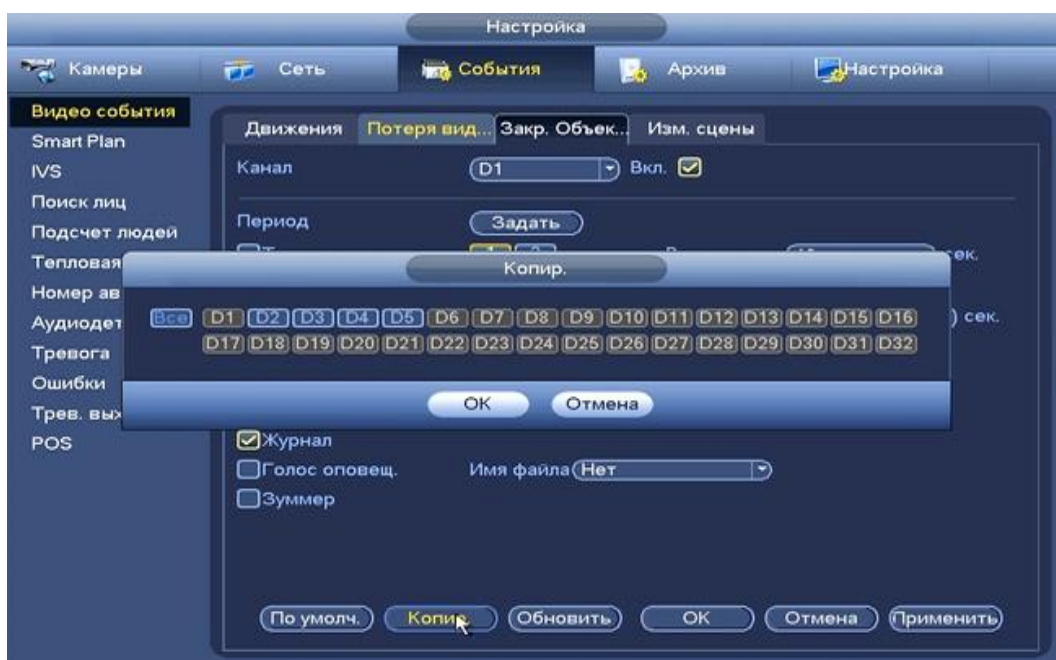 Настройка
Камеры Сеть События Архив Настройка
Видео события
Smart Plan
IVS
Поиск лиц
Подсчет людей
Тепловая
Номер ав
Аудиодет
Тревога
Ошибки
Трев. вых
POS
Движения Потеря вид... Закр. Объек... Изм. сцены
Канал D1 Вкл.
Период Задать
сек.
Копир.
Все D1 D2 D3 D4 D5 D6 D7 D8 D9 D10 D11 D12 D13 D14 D15 D16
) сек.
D17 D18 D19 D20 D21 D22 D23 D24 D25 D26 D27 D28 D29 D30 D31 D32
OK Отмена
Журнал
Голос оповещ. Имя файла Нет
Зуммер
По умолч. Копир Обновить OK Отмена Применить